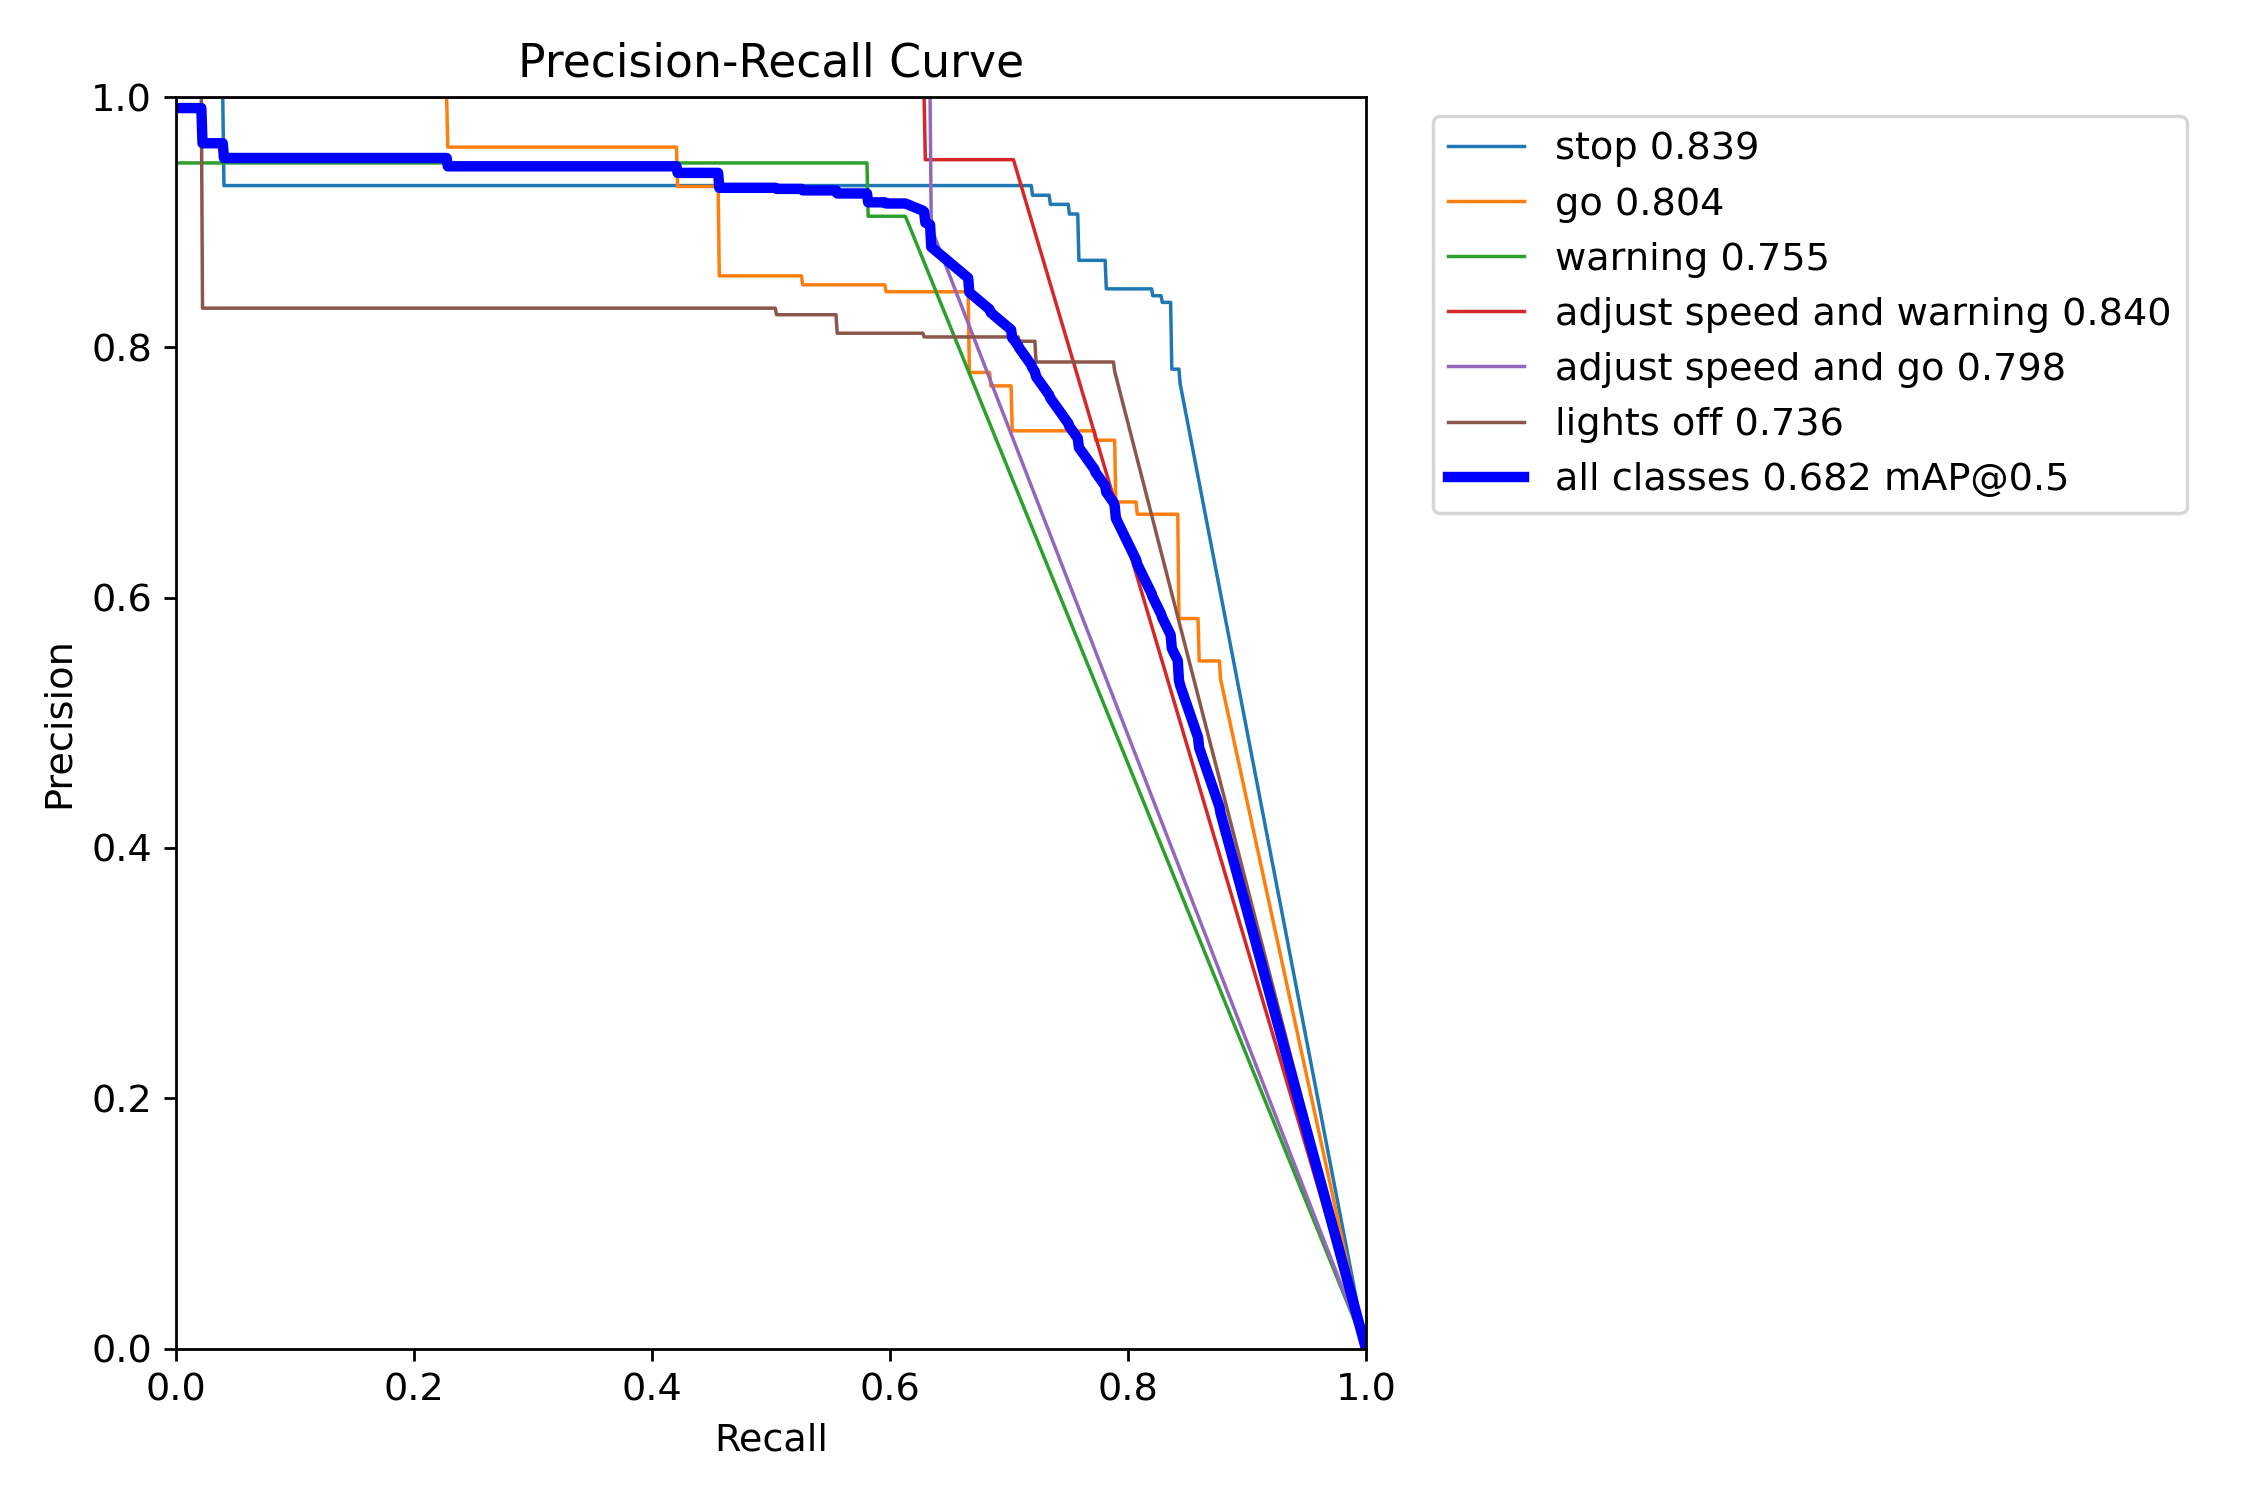 Precision-Recall Curve
1.0
0.8
0.6
0.4
0.2
0.0
Precision
0.0 0.2 0.4 0.6 0.8 1.0
Recall
stop 0.839
go 0.804
warning 0.755
adjust speed and warning 0.840
adjust speed and go 0.798
lights off 0.736
all classes 0.682 mAP@0.5